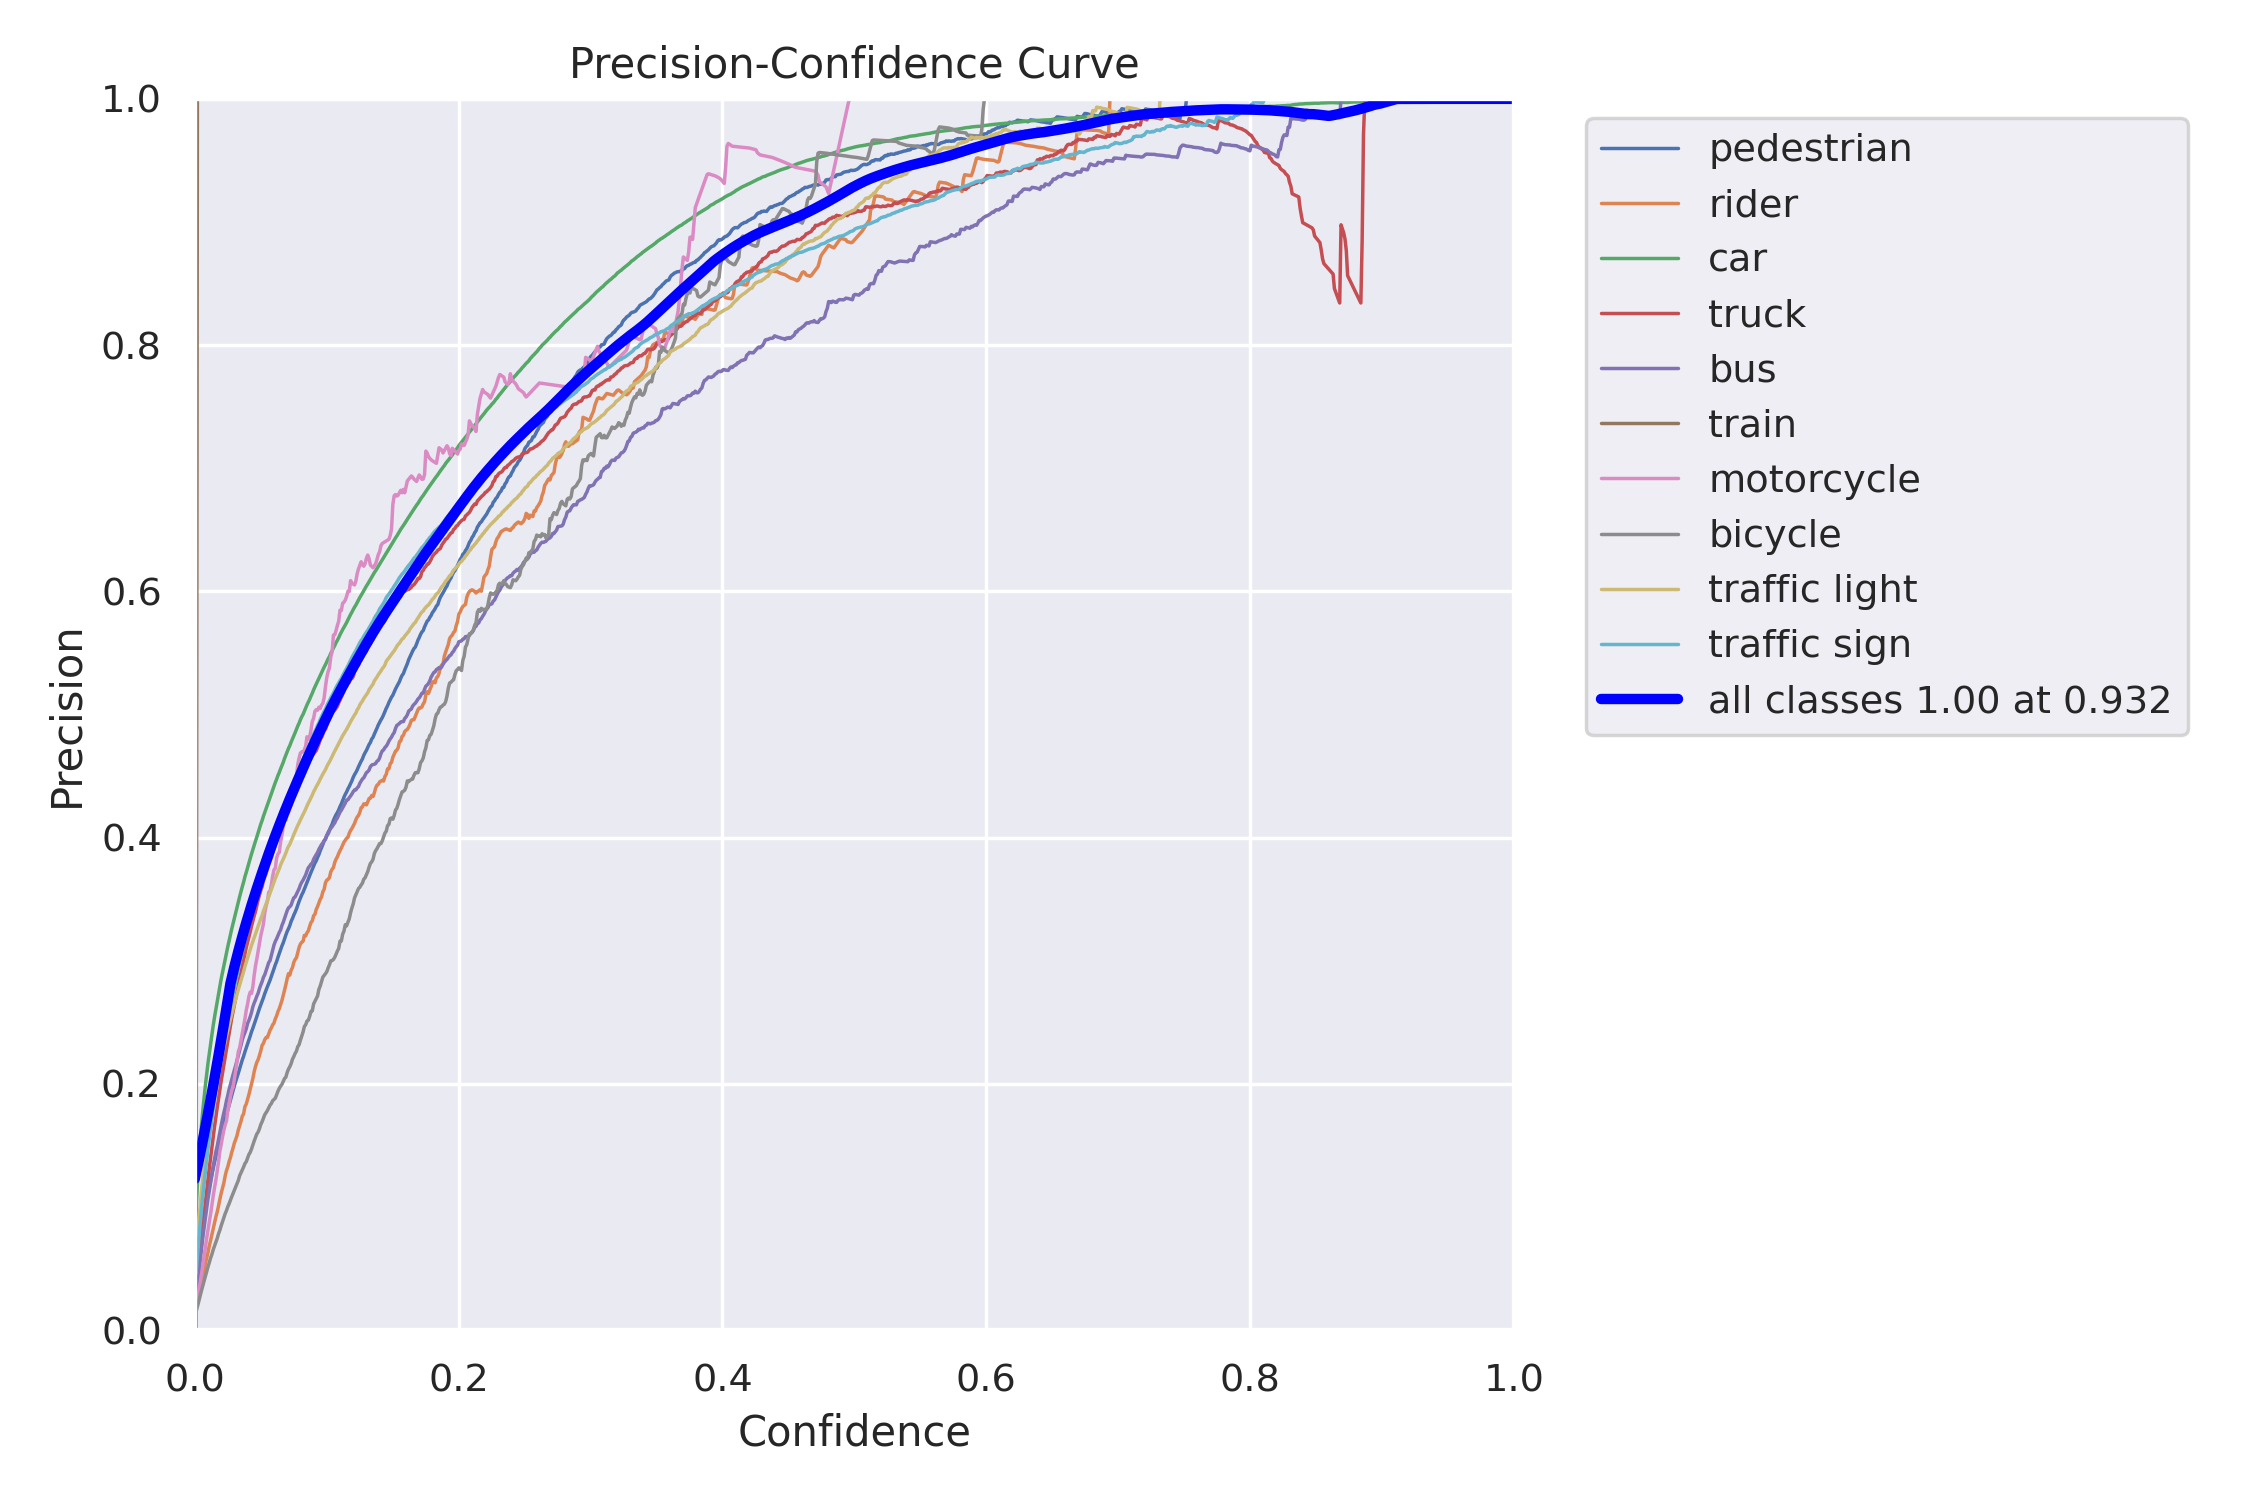 Precision-Confidence Curve
1.0
0.8
0.6
0.4
0.2
0.0
Precision
0.0 0.2 0.4 0.6 0.8 1.0
Confidence
pedestrian
rider
car
truck
bus
train
motorcycle
bicycle
traffic light
traffic sign
all classes 1.00 at 0.932